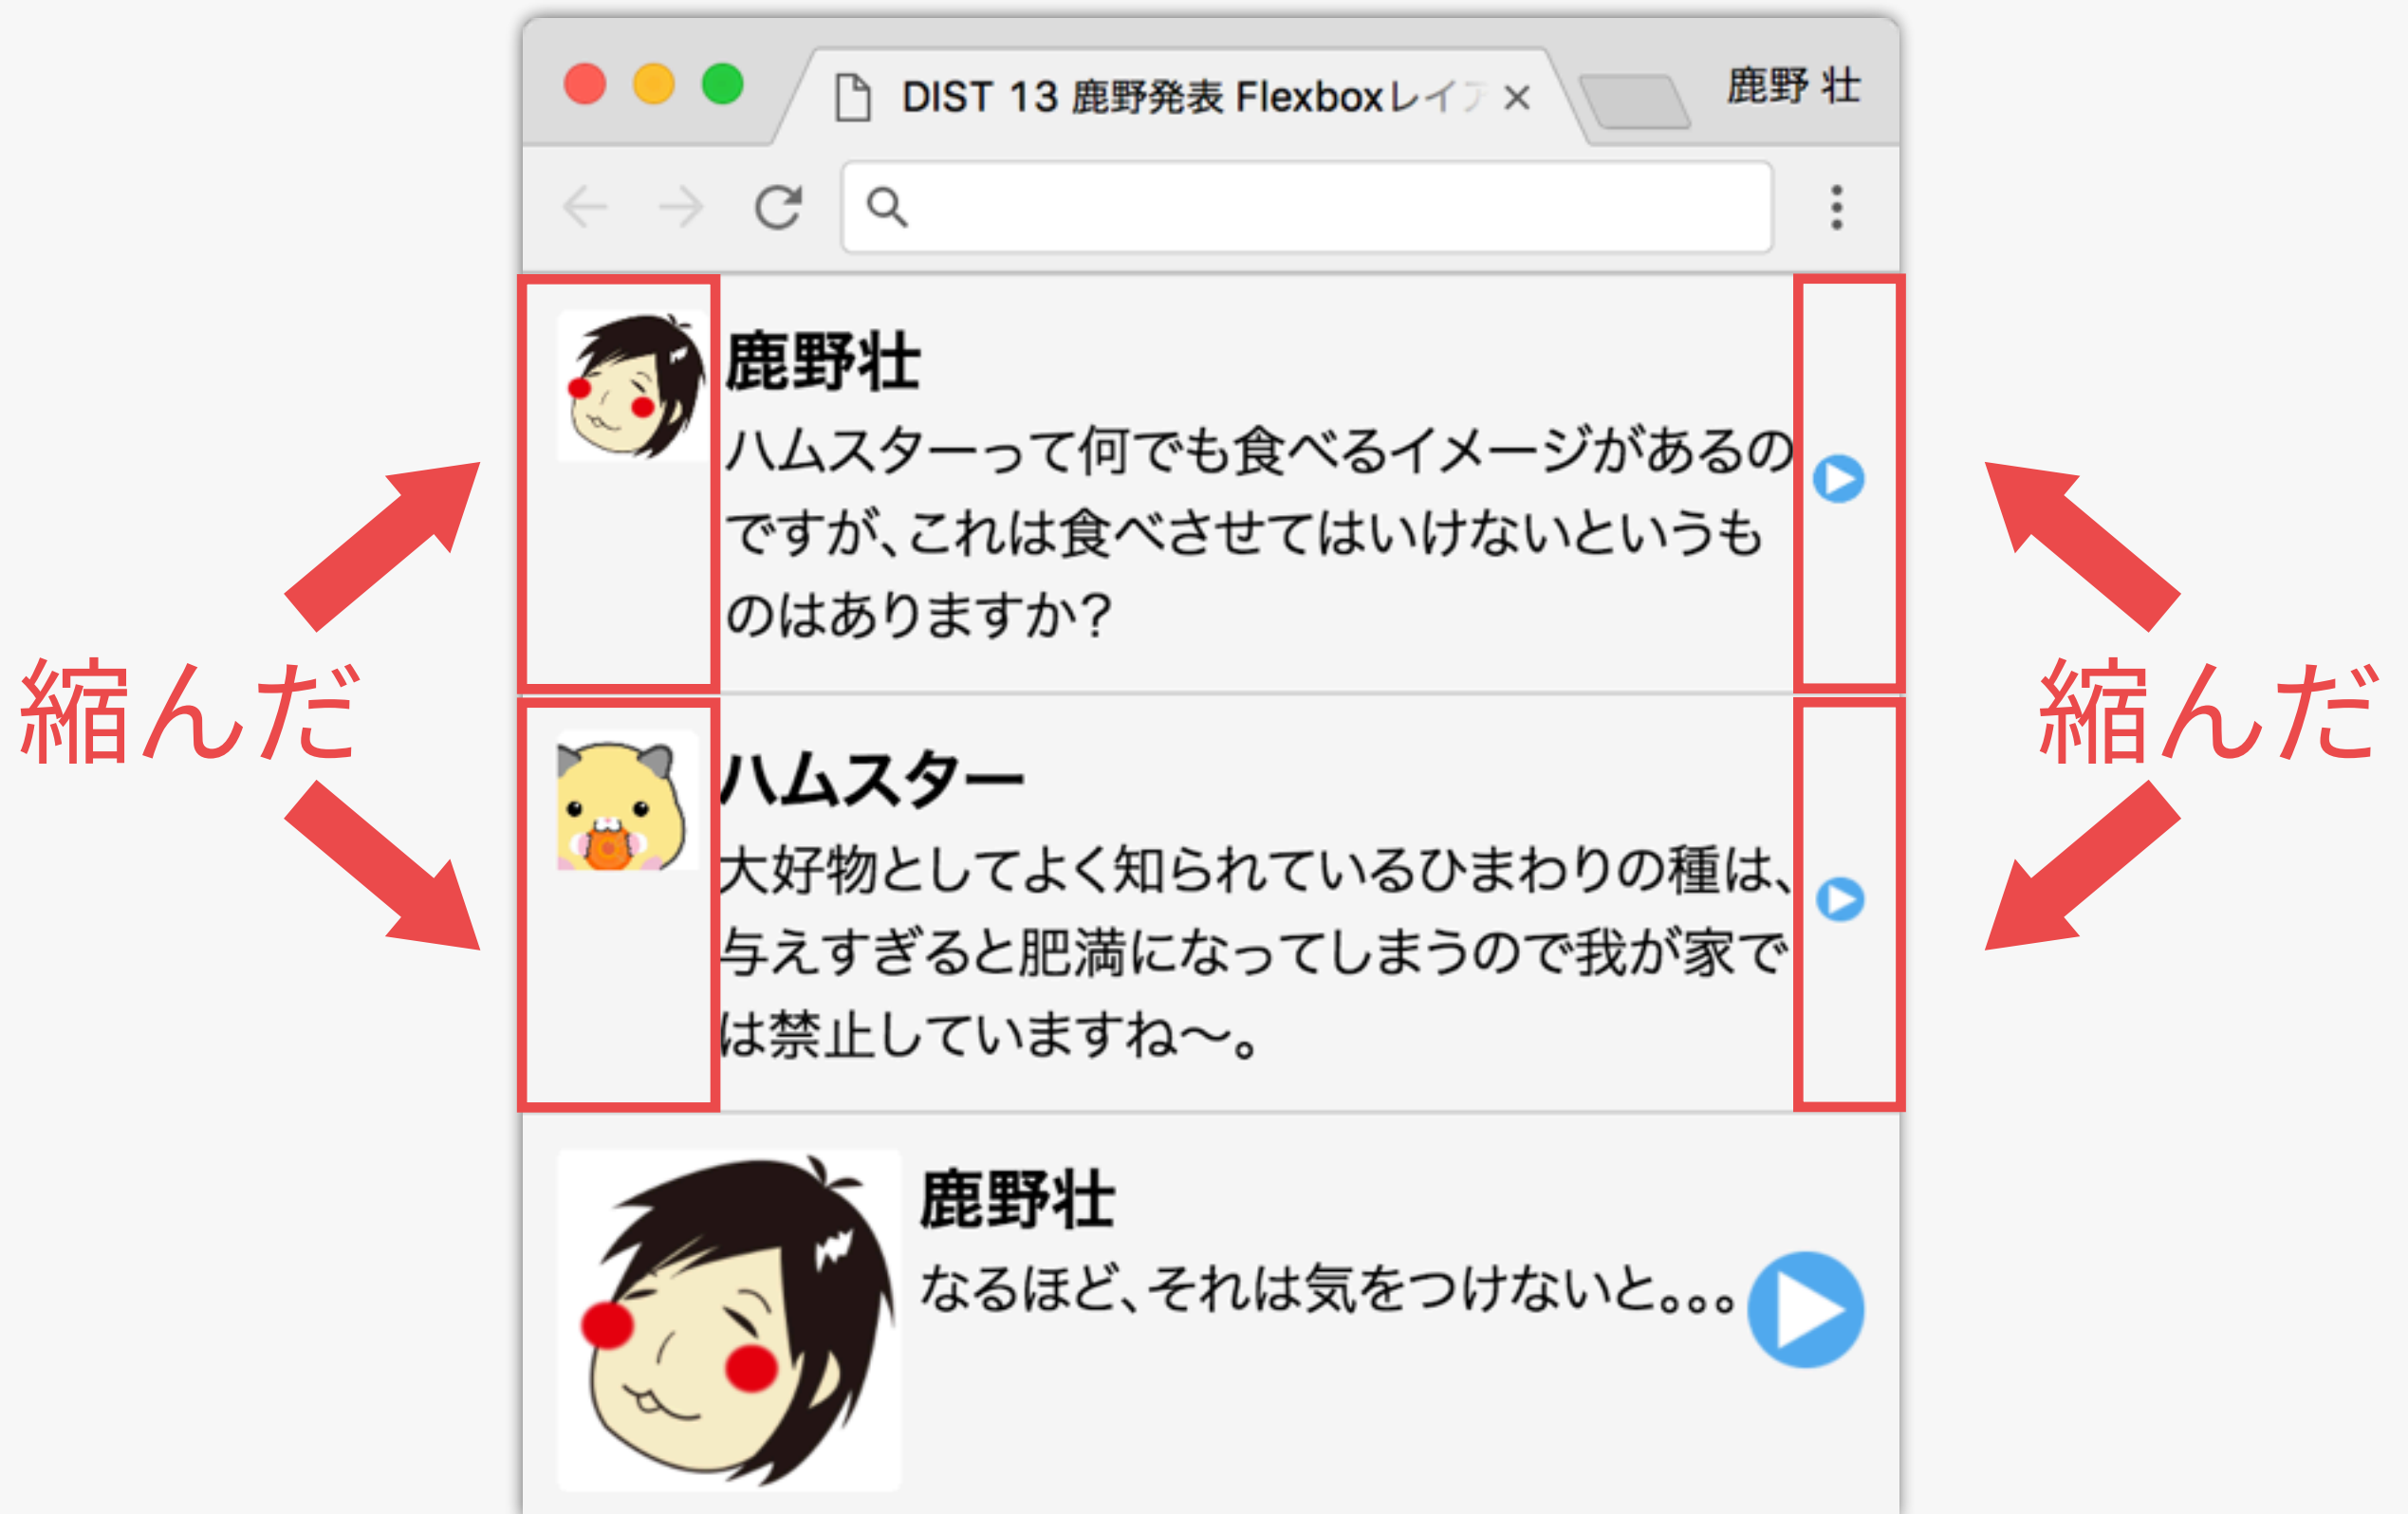 DIST 13 鹿野発表 Flexboxレイア
鹿野 壮
鹿野壮
ハムスターって何でも食べるイメージがあるの
ですが、これは食べさせてはいけないというも
のはありますか？
縮んだ
縮んだ
ハムスター
大好物としてよく知られているひまわりの種は、
与えすぎると肥満になってしまうので我が家で
は禁止していますね〜。
鹿野壮
なるほど、それは気をつけないと。。。